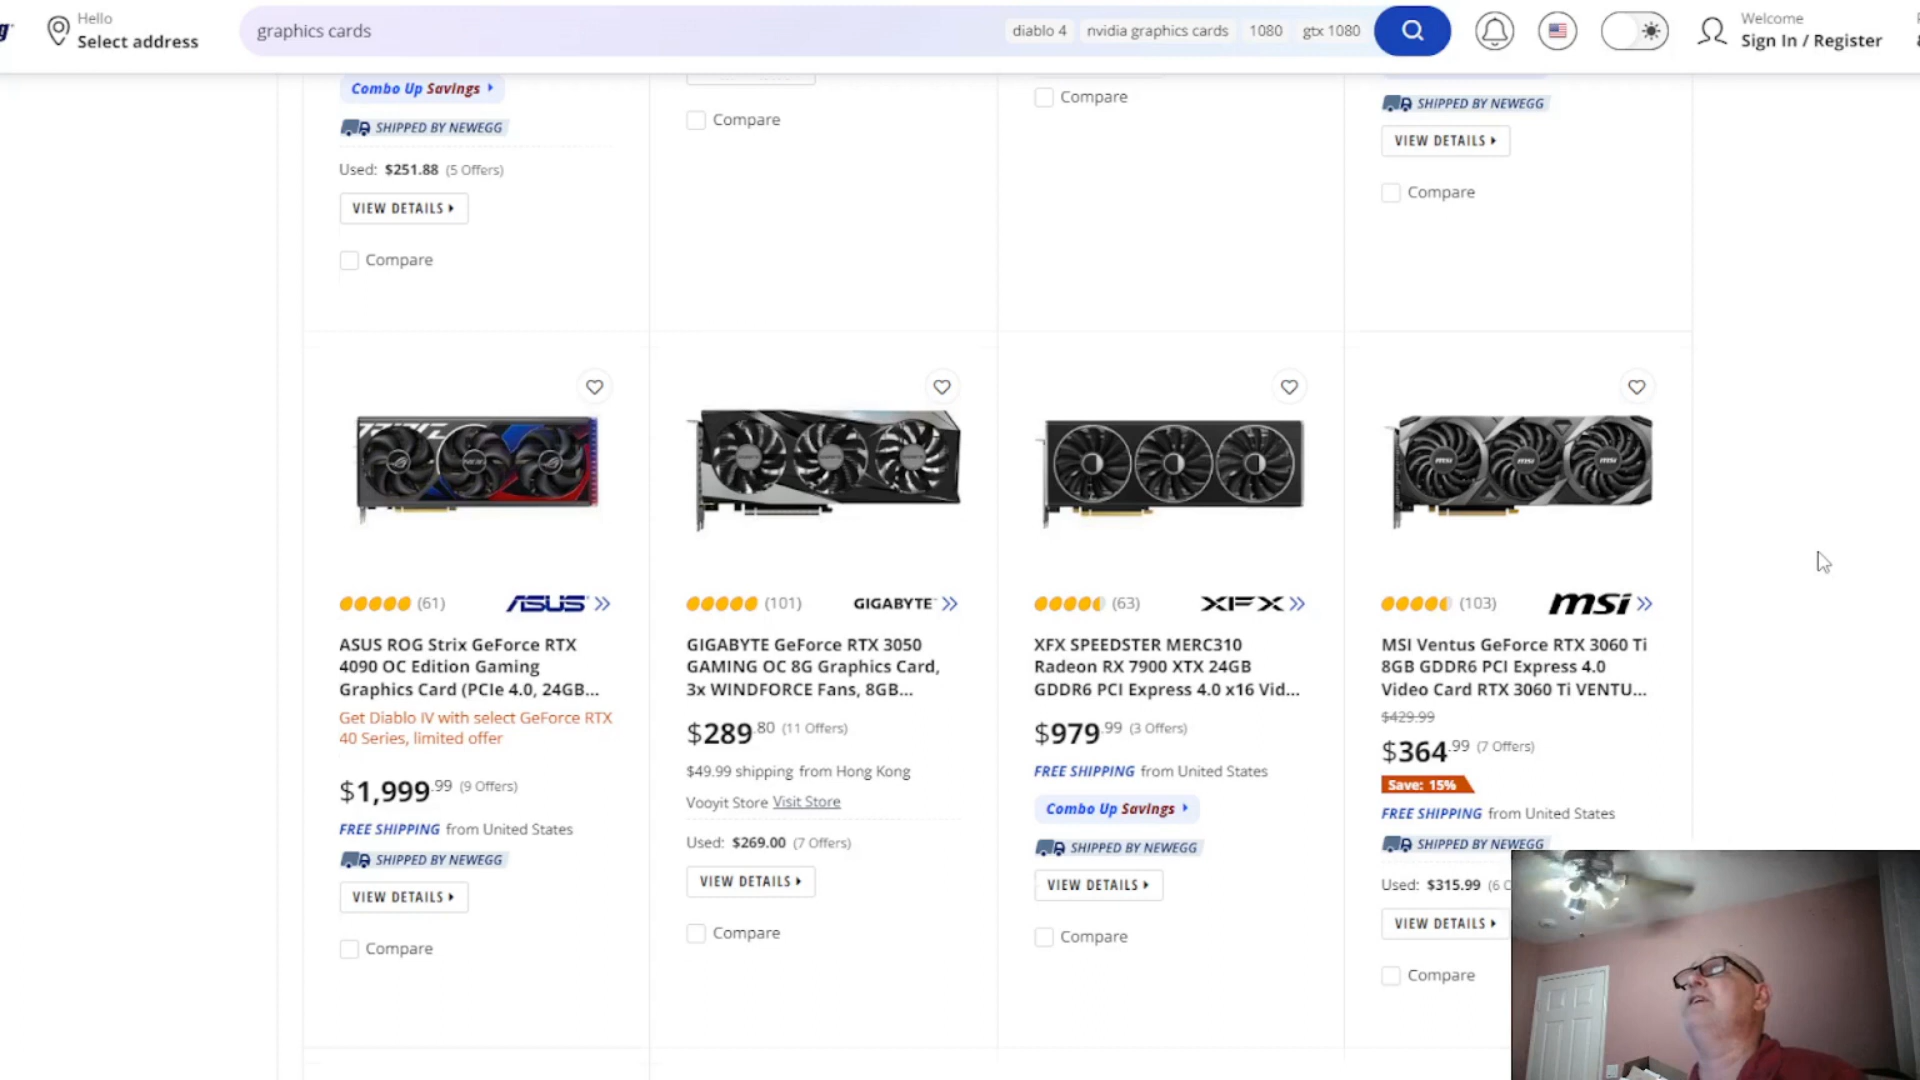 Hello
Select address
graphics cards
diablo 4
nvidia graphics cards
1080
gtx 1080
Welcome
Sign In / Register
Combo Up Savings
SHIPPED BY NEWEGG
Used: $251.88 (5 Offers)
VIEW DETAILS
Compare
Compare
Compare
SHIPPED BY NEWEGG
VIEW DETAILS
Compare
(61)
ASUS
ASUS ROG Strix GeForce RTX
4090 OC Edition Gaming
Graphics Card (PCIe 4.0, 24GB...
Get Diablo IV with select GeForce RTX
40 Series, limited offer
$1,999.99 (9 Offers)
FREE SHIPPING from United States
SHIPPED BY NEWEGG
VIEW DETAILS
Compare
(101)
GIGABYTE
GIGABYTE GeForce RTX 3050
GAMING OC 8G Graphics Card,
3x WINDFORCE Fans, 8GB...
$289.80 (11 Offers)
$49.99 shipping from Hong Kong
Vooyit Store Visit Store
Used: $269.00 (7 Offers)
VIEW DETAILS
Compare
(63)
XFX
XFX SPEEDSTER MERC310
Radeon RX 7900 XTX 24GB
GDDR6 PCI Express 4.0 x16 Vid...
$979.99 (3 Offers)
FREE SHIPPING from United States
Combo Up Savings
SHIPPED BY NEWEGG
VIEW DETAILS
Compare
(103)
msi
MSI Ventus GeForce RTX 3060 Ti
8GB GDDR6 PCI Express 4.0
Video Card RTX 3060 Ti VENTU...
$429.99
$364.99 (7 Offers)
Save: 15%
FREE SHIPPING from United States
SHIPPED BY NEWEGG
Used: $315.99 (6
VIEW DETAILS
Compare